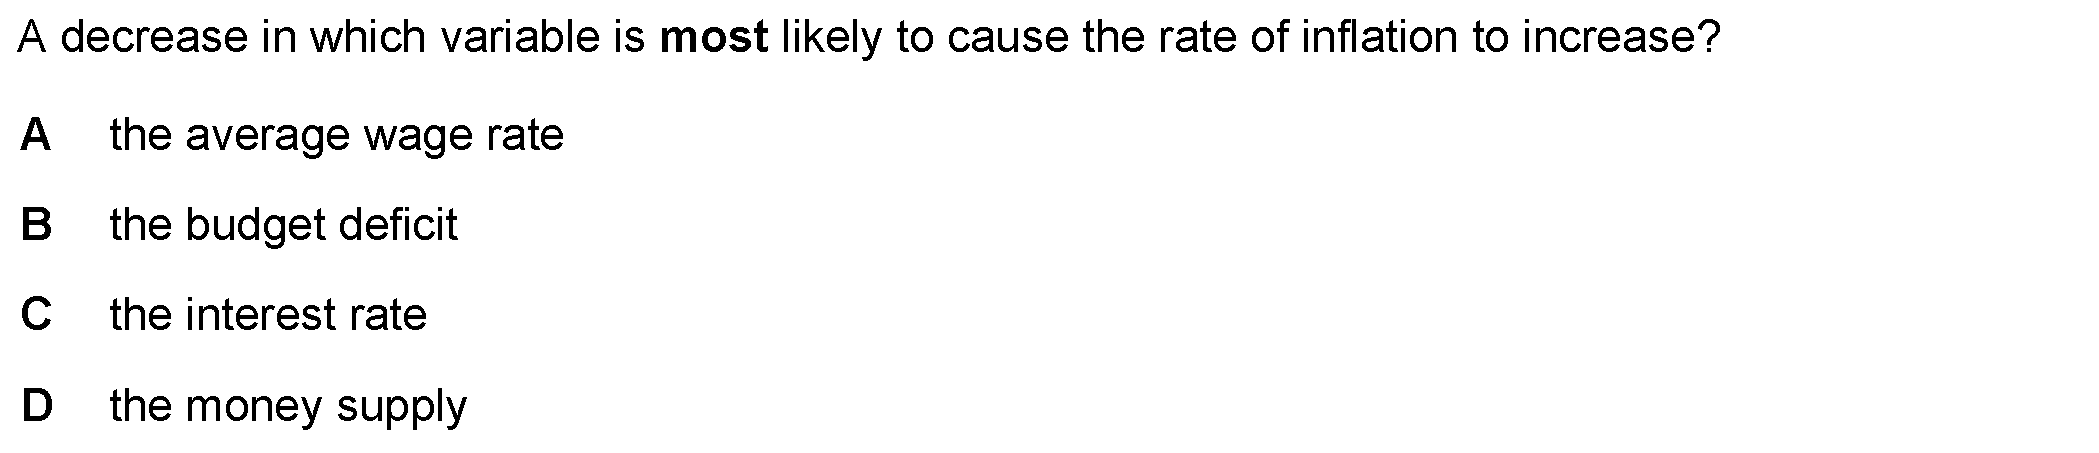 A decrease in which variable is most likely to cause the rate of inflation to increase?
A the average wage rate
B the budget deficit
C the interest rate
D the money supply